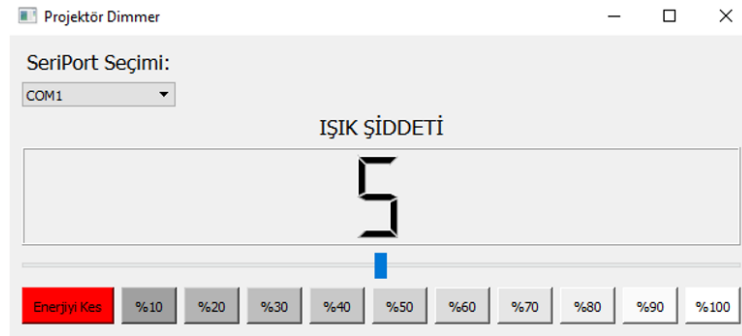 Projektör Dimmer
SeriPort Seçimi:
COM1
IŞIK ŞİDDETİ
5
Enerjiyi Kes %10 %20 %30 %40 %50 %60 %70 %80 %90 %100